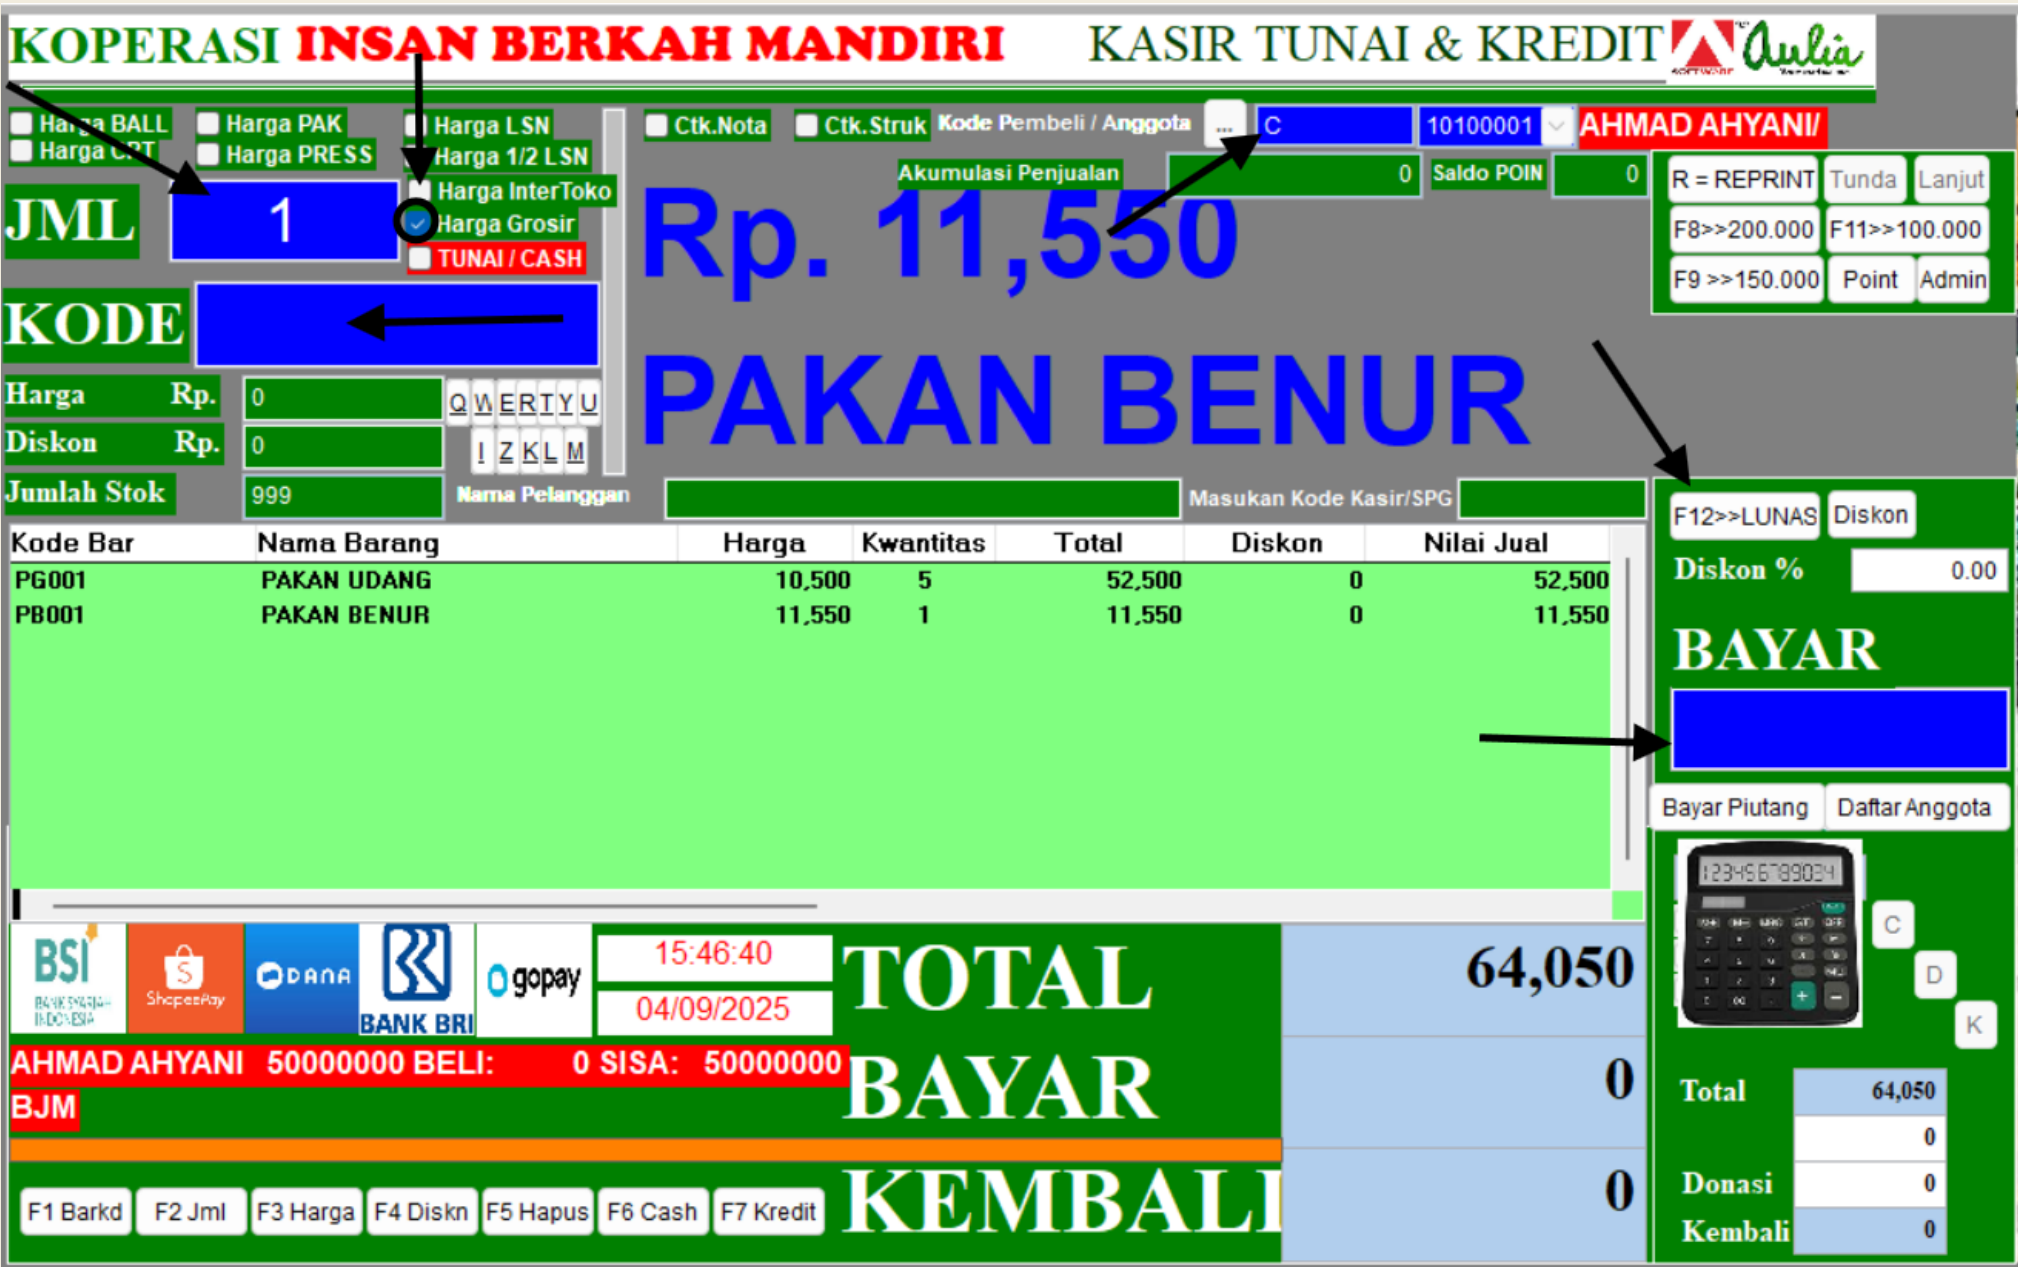 KOPERASI INSAN BERKAH MANDIRI KASIR TUNAI & KREDIT
SOFTWARE Aulia
Harga BALL Harga PAK Harga LSN
Harga CRT Harga PRESS Harga 1/2 LSN
Harga InterToko
Harga Grosir
TUNAI / CASH
JML 1
KODE
Harga Rp. 0
Diskon Rp. 0
Jumlah Stok 999
Q W E R T Y U
I Z K L M
Ctk.Nota Ctk.Struk Kode Pembeli / Anggota ... C 10100001 AHMAD AHYANI/
Akumulasi Penjualan 0 Saldo POIN 0
Rp. 11,550
PAKAN BENUR
Nama Pelanggan Masukan Kode Kasir/SPG
R = REPRINT Tunda Lanjut
F8>>200.000 F11>>100.000
F9 >>150.000 Point Admin
Kode Bar Nama Barang Harga Kwantitas Total Diskon Nilai Jual
PG001 PAKAN UDANG 10,500 5 52,500 0 52,500
PB001 PAKAN BENUR 11,550 1 11,550 0 11,550
F12>>LUNAS Diskon
Diskon % 0.00
BAYAR
Bayar Piutang Daftar Anggota
C
D
K
BSI
BANK SYARIAH
INDONESIA
ShopeePay
DANA
BANK BRI
gopay
15:46:40
04/09/2025
AHMAD AHYANI 50000000 BELI: 0 SISA: 50000000
BJM
TOTAL 64,050
BAYAR 0
KEMBALI 0
F1 Barkd F2 Jml F3 Harga F4 Diskn F5 Hapus F6 Cash F7 Kredit
Total 64,050
0
Donasi 0
Kembali 0